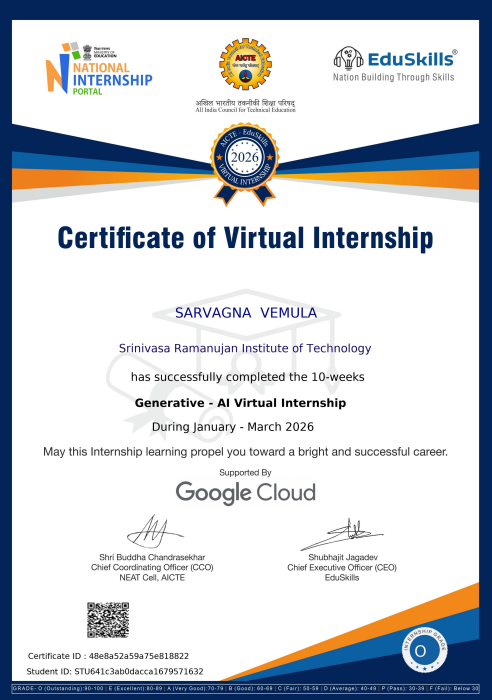 शिक्षा मंत्रालय
MINISTRY OF
EDUCATION
NATIONAL
INTERNSHIP
PORTAL
AICTE
अखिल भारतीय तकनीकी शिक्षा परिषद्
All India Council for Technical Education
EduSkills®
Nation Building Through Skills
AICTE - EduSkills
2026
VIRTUAL INTERNSHIP
Certificate of Virtual Internship
SARVAGNA VEMULA
Srinivasa Ramanujan Institute of Technology
has successfully completed the 10-weeks
Generative - AI Virtual Internship
During January - March 2026
May this Internship learning propel you toward a bright and successful career.
Supported By
Google Cloud
Shri Buddha Chandrasekhar
Chief Coordinating Officer (CCO)
NEAT Cell, AICTE
Shubhajit Jagadev
Chief Executive Officer (CEO)
EduSkills
Certificate ID : 48e8a52a59a75e818822
Student ID: STU641c3ab0dacca1679571632
INTERNSHIP GRADE
O
GRADE- O (Outstanding):90-100 | E (Excellent):80-89 | A (Very Good):70-79 | B (Good): 60-69 | C (Fair): 50-59 | D (Average): 40-49 | P (Pass): 30-39 | F (Fail): Below 30